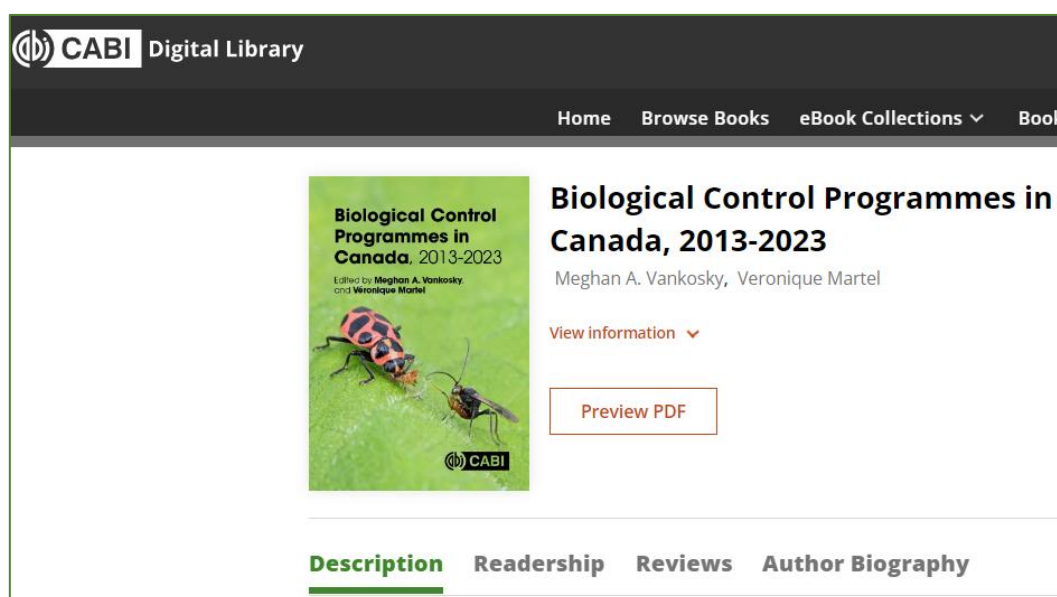 CABI Digital Library
Home Browse Books eBook Collections Book
Biological Control
Programmes in
Canada, 2013-2023
Edited by Meghan A. Vankosky,
and Véronique Martel
CABI
Biological Control Programmes in
Canada, 2013-2023
Meghan A. Vankosky, Veronique Martel
View information
Preview PDF
Description Readership Reviews Author Biography